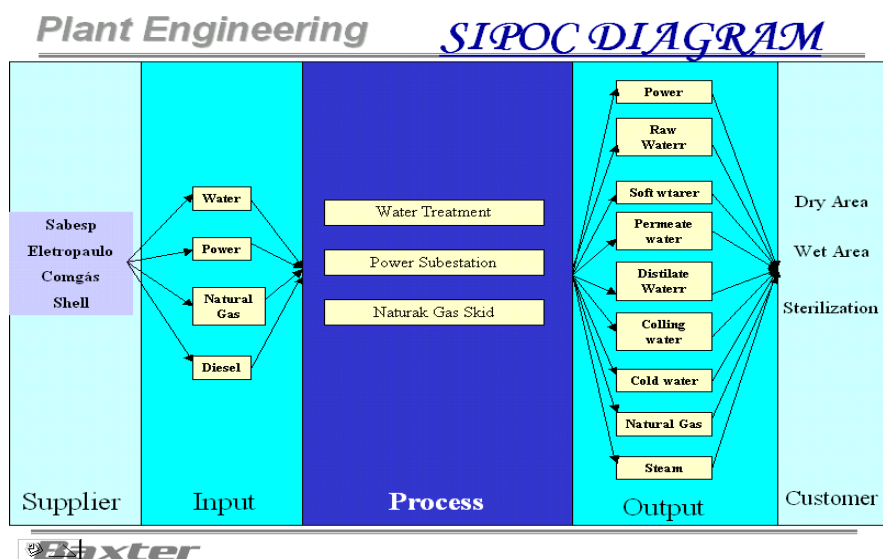 Plant Engineering
SIPOC DIAGRAM
Sabesp
Eletropaulo
Comgás
Shell
Supplier
Water
Power
Natural
Gas
Diesel
Input
Water Treatment
Power Subestation
Naturak Gas Skid
Process
Power
Raw
Waterr
Soft wtarer
Permeate
water
Distilate
Waterr
Colling
water
Cold water
Natural Gas
Steam
Output
Dry Area
Wet Area
Sterilization
Customer
Baxter